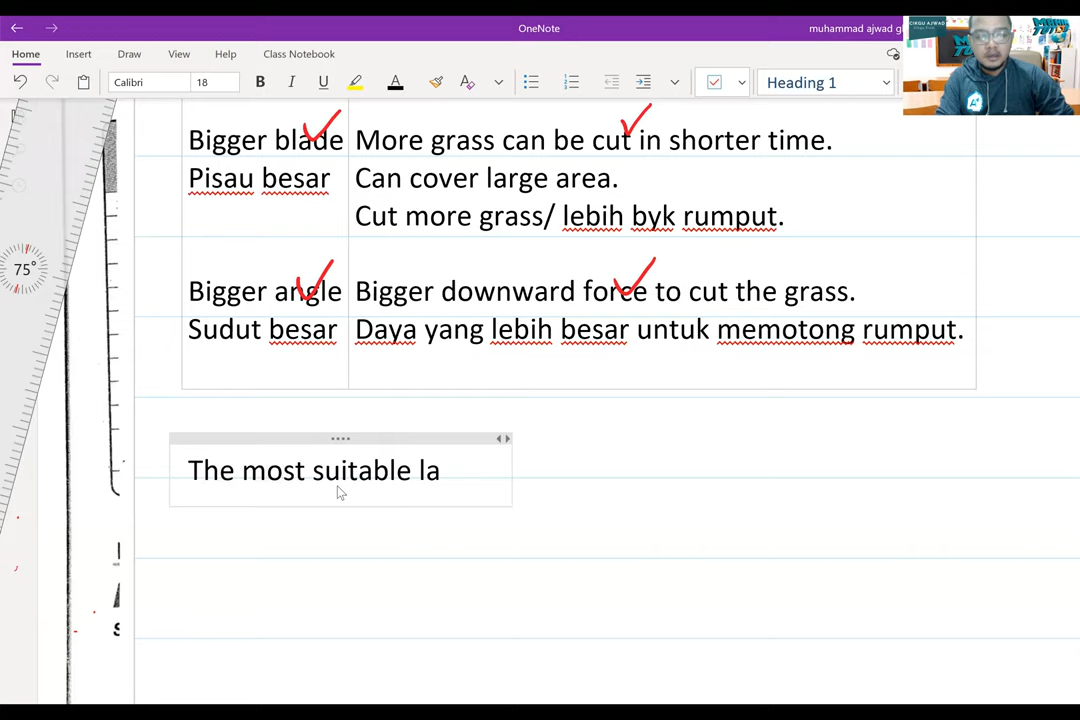 OneNote
muhammad ajwad g
CIKGU AJWAD
Home Insert Draw View Help Class Notebook
Calibri 18 B I U A Heading 1
Bigger blade More grass can be cut in shorter time.
Pisau besar Can cover large area.
Cut more grass/ lebih byk rumput.
75°
Bigger angle Bigger downward force to cut the grass.
Sudut besar Daya yang lebih besar untuk memotong rumput.
The most suitable la